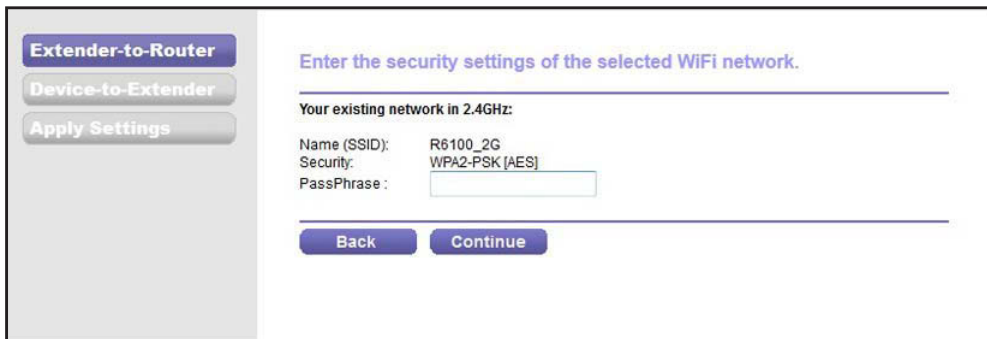 Extender-to-Router
Device-to-Extender
Apply Settings
Enter the security settings of the selected WiFi network.
Your existing network in 2.4GHz:
Name (SSID): R6100_2G
Security: WPA2-PSK [AES]
PassPhrase :
Back Continue